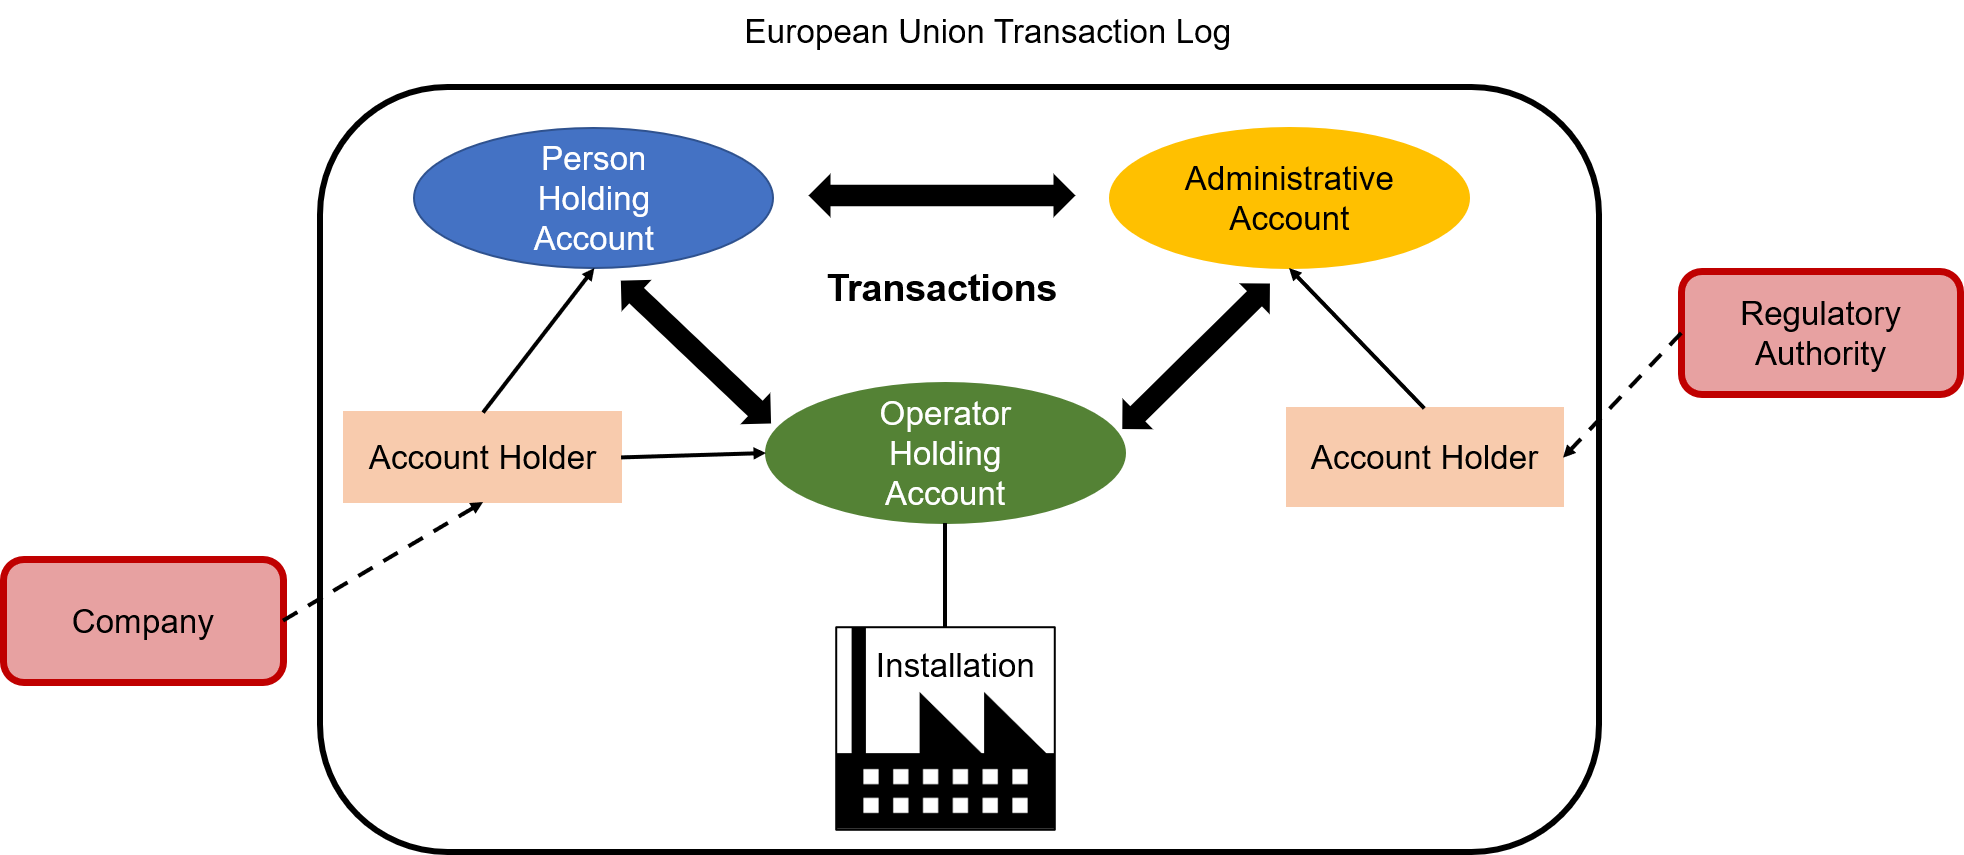 European Union Transaction Log
Person
Holding
Account
Administrative
Account
Transactions
Regulatory
Authority
Account Holder
Operator
Holding
Account
Account Holder
Company
Installation